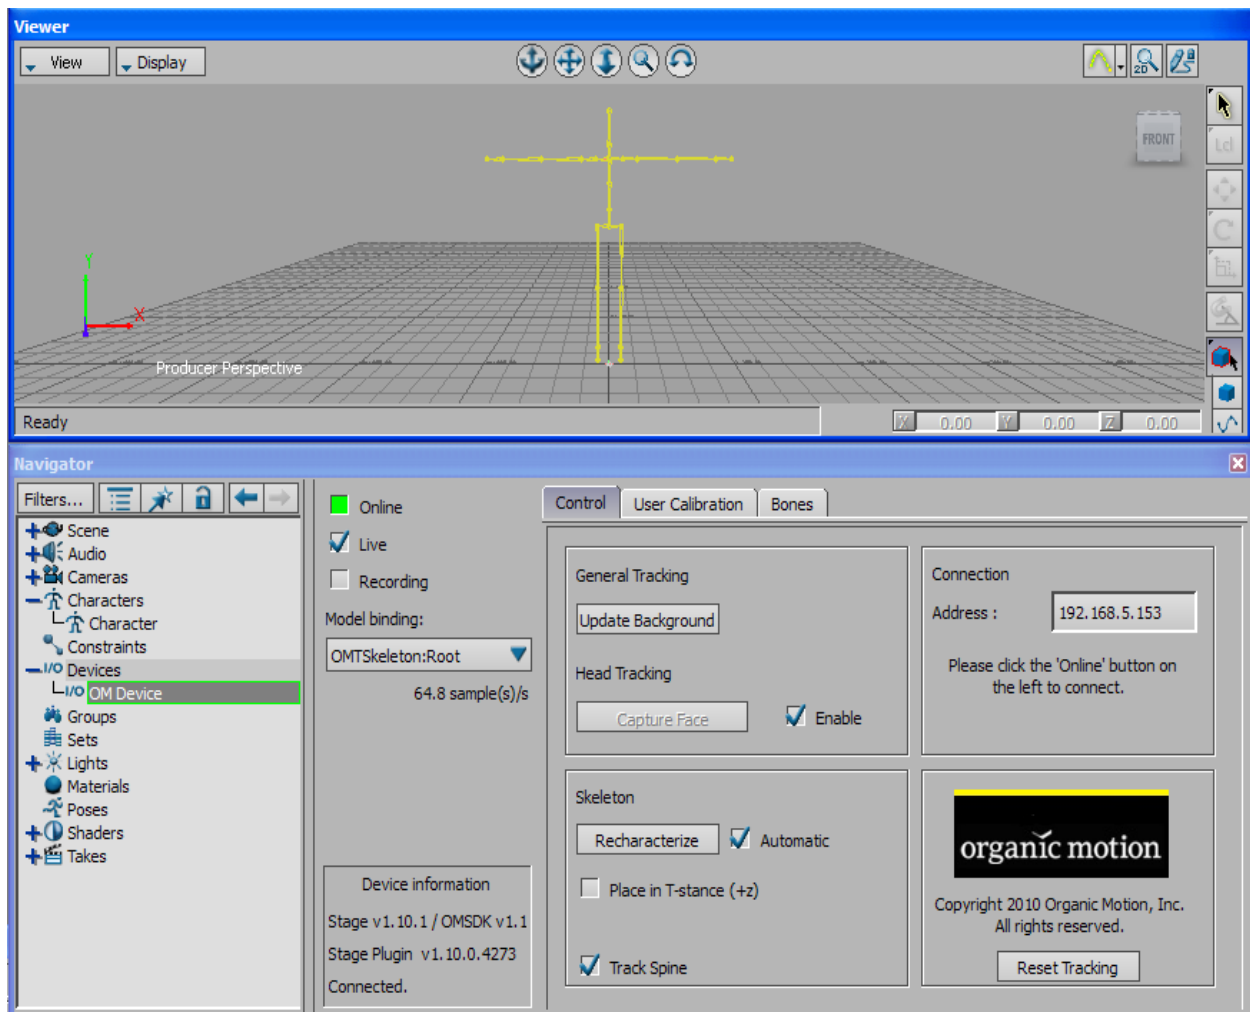 Viewer
View
Display
2D
FRONT
Lcl
Y
X
Producer Perspective
Ready
X 0.00 Y 0.00 Z 0.00
Navigator
Filters...
Scene
Audio
Cameras
Characters
Character
Constraints
I/O Devices
I/O OM Device
Groups
Sets
Lights
Materials
Poses
Shaders
Takes
Online
Live
Recording
Model binding:
OMTSkeleton:Root
64.8 sample(s)/s
Device information
Stage v1.10.1 / OMSDK v1.1
Stage Plugin v1.10.0.4273
Connected.
Control User Calibration Bones
General Tracking
Update Background
Head Tracking
Capture Face Enable
Connection
Address : 192.168.5.153
Please click the 'Online' button on
the left to connect.
Skeleton
Recharacterize Automatic
Place in T-stance (+z)
Track Spine
organic motion
Copyright 2010 Organic Motion, Inc.
All rights reserved.
Reset Tracking